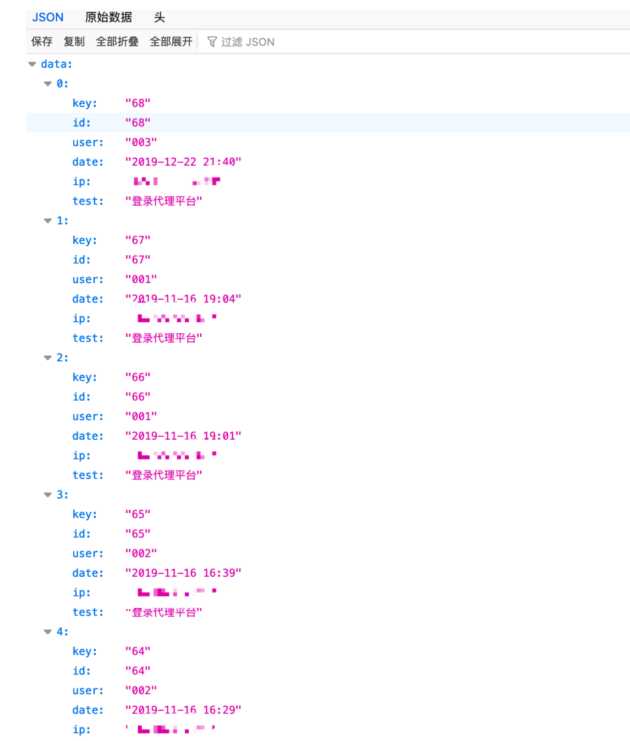 JSON 原始数据 头
保存 复制 全部折叠 全部展开 过滤 JSON
data:
0:
key: "68"
id: "68"
user: "003"
date: "2019-12-22 21:40"
ip:
test: "登录代理平台"
1:
key: "67"
id: "67"
user: "001"
date: "2019-11-16 19:04"
ip:
test: "登录代理平台"
2:
key: "66"
id: "66"
user: "001"
date: "2019-11-16 19:01"
ip:
test: "登录代理平台"
3:
key: "65"
id: "65"
user: "002"
date: "2019-11-16 16:39"
ip:
test: "登录代理平台"
4:
key: "64"
id: "64"
user: "002"
date: "2019-11-16 16:29"
ip: